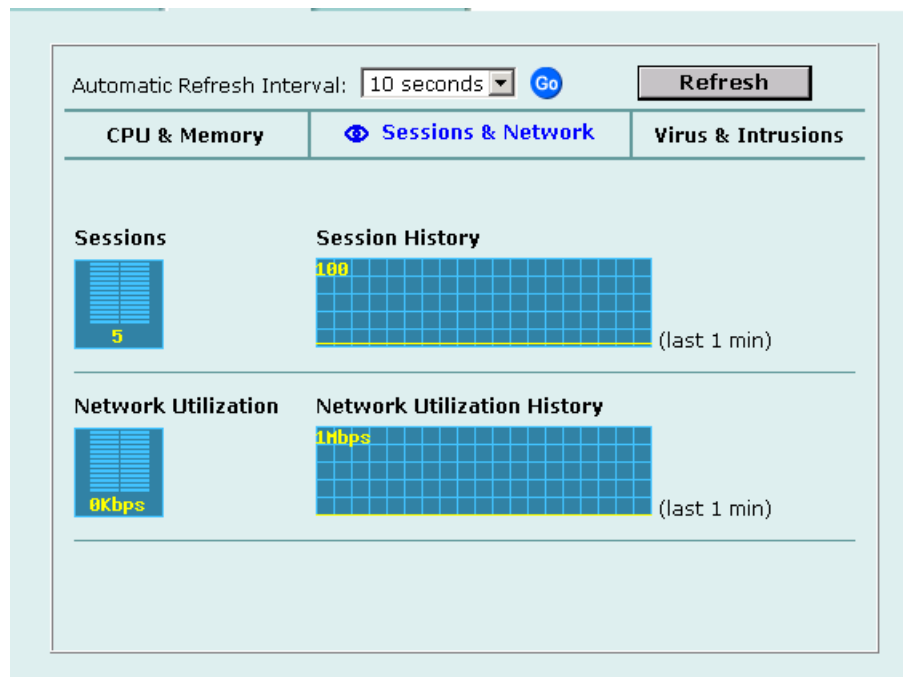 Automatic Refresh Interval: 10 seconds Go Refresh
CPU & Memory Sessions & Network Virus & Intrusions
Sessions Session History
100
5 (last 1 min)
Network Utilization Network Utilization History
1Mbps
0Kbps (last 1 min)